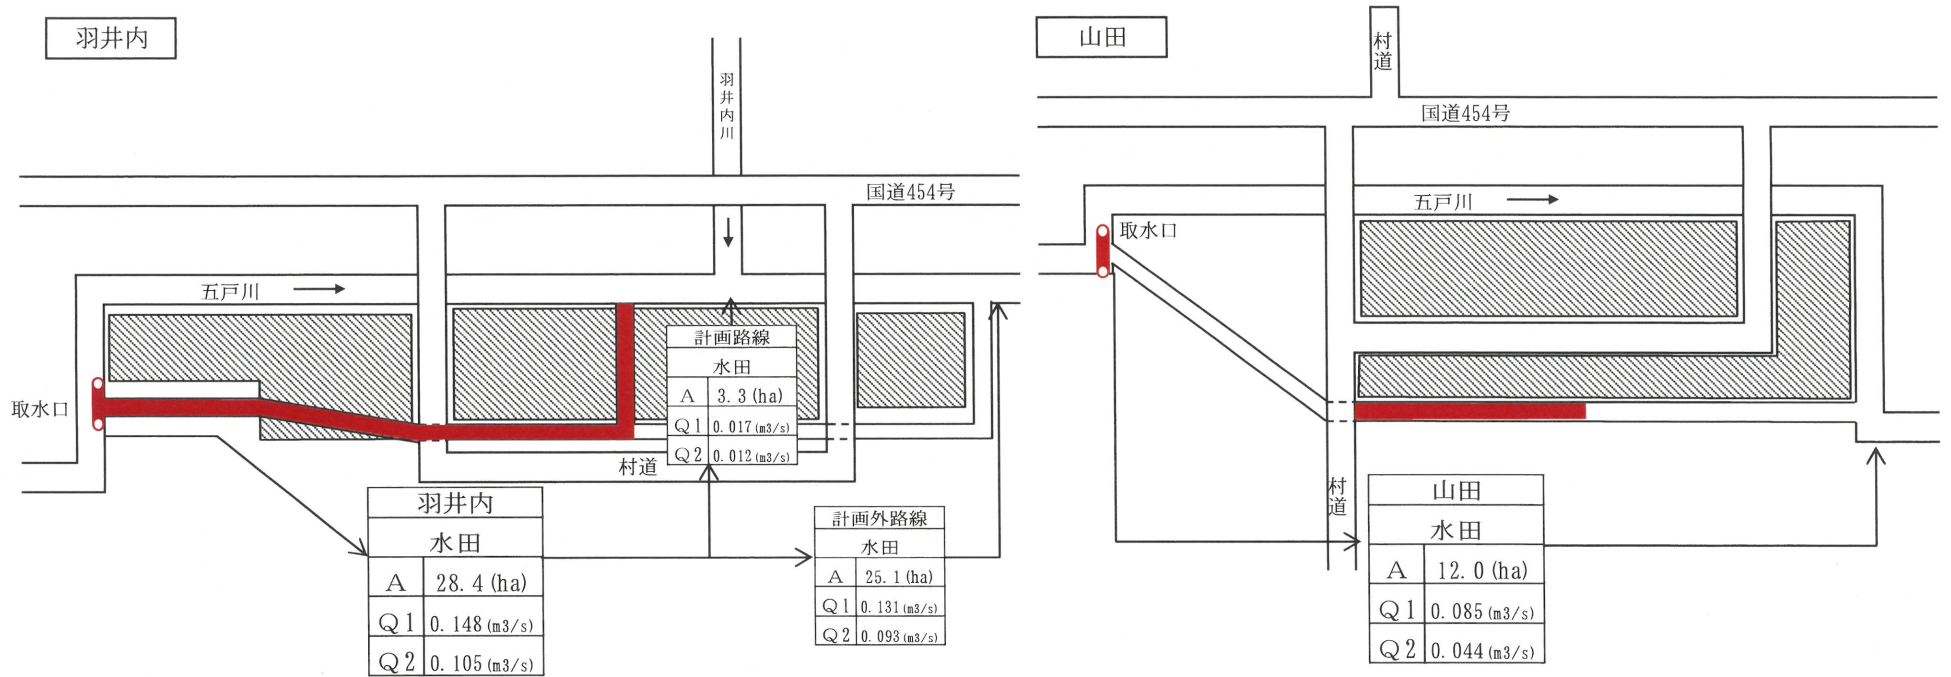 羽井内
羽井内川
国道454号
五戸川
取水口
計画路線
水田
A 3.3(ha)
Q1 0.017(m3/s)
Q2 0.012(m3/s)
村道
羽井内
水田
A 28.4(ha)
Q1 0.148(m3/s)
Q2 0.105(m3/s)
計画外路線
水田
A 25.1(ha)
Q1 0.131(m3/s)
Q2 0.093(m3/s)
山田
村道
国道454号
五戸川
取水口
村道
山田
水田
A 12.0(ha)
Q1 0.085(m3/s)
Q2 0.044(m3/s)